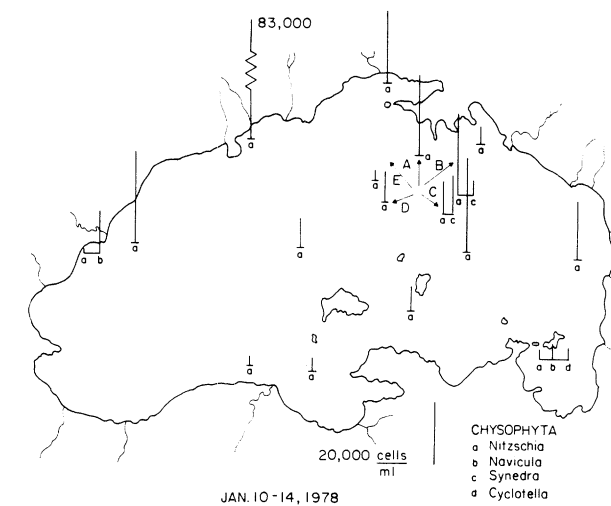 83,000
a
a
a
a
A
B
a
E
C
D
a
a
a c
a c
a b
a
a
a
a
a
a
a
a b d
20,000 cells
ml
CHYSOPHYTA
a Nitzschia
b Navicula
c Synedra
d Cyclotella
JAN. 10-14, 1978